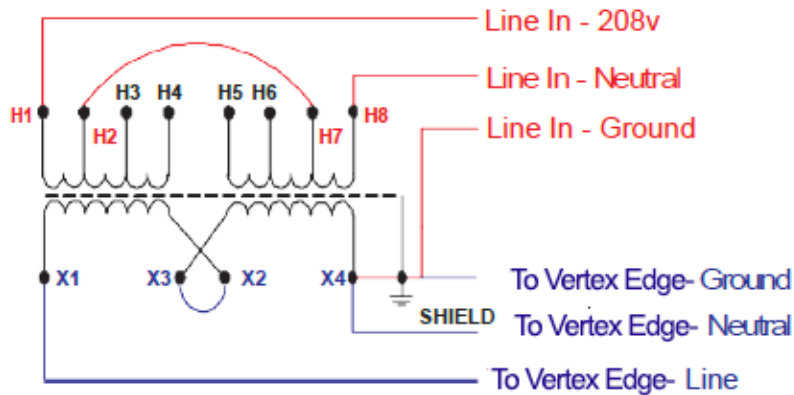 Line In - 208v
Line In - Neutral
Line In - Ground
H1 H2 H3 H4 H5 H6 H7 H8
X1 X3 X2 X4
SHIELD
To Vertex Edge- Ground
To Vertex Edge- Neutral
To Vertex Edge- Line